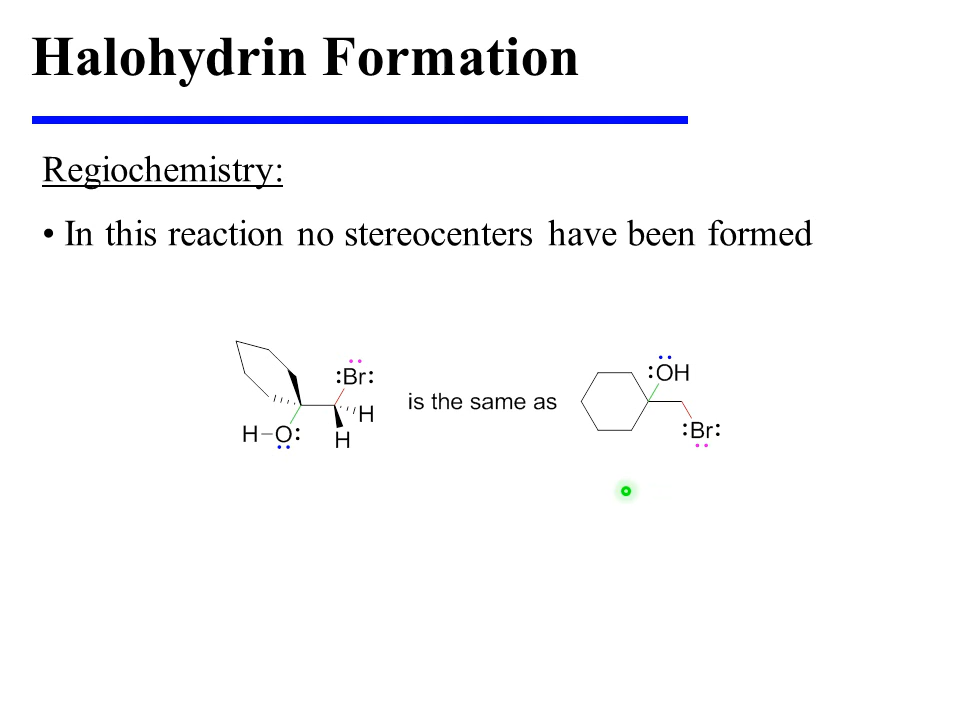 Halohydrin Formation
Regiochemistry:
• In this reaction no stereocenters have been formed
:Br:
H
H–O:
H
is the same as
:OH
:Br: